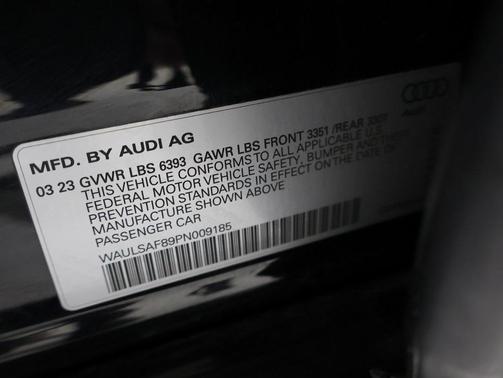 MFD. BY AUDI AG
03 23 GVWR LBS 6393 GAWR LBS FRONT 3351 /REAR 3307
THIS VEHICLE CONFORMS TO ALL APPLICABLE U.S.
FEDERAL MOTOR VEHICLE SAFETY, BUMPER AND THEFT
PREVENTION STANDARDS IN EFFECT ON THE DATE OF
MANUFACTURE SHOWN ABOVE
PASSENGER CAR
WAULSAF89PN009185